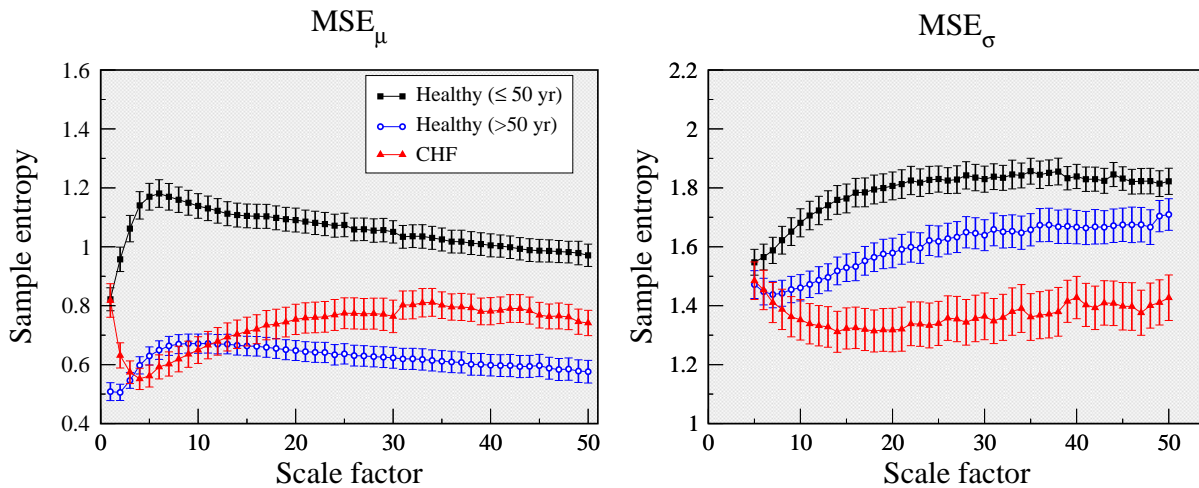 MSEμ
1.6
1.4
1.2
1
0.8
0.6
0.4
0
10
20
30
40
50
Sample entropy
Scale factor
Healthy (≤ 50 yr)
Healthy (>50 yr)
CHF
MSEσ
2.2
2
1.8
1.6
1.4
1.2
1
0
10
20
30
40
50
Sample entropy
Scale factor